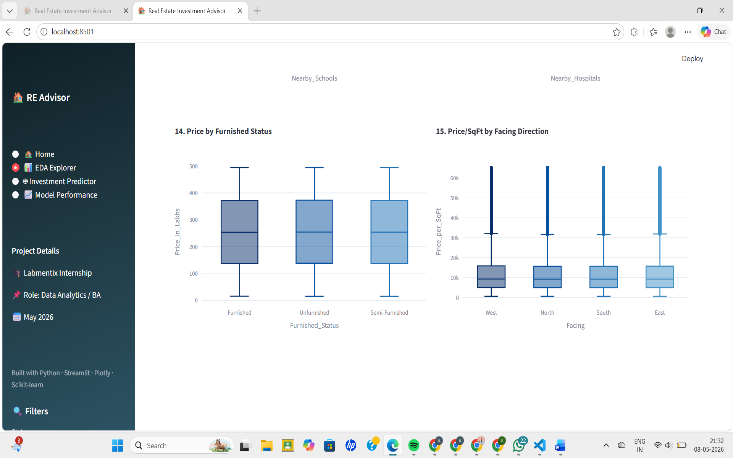 Real Estate Investment Advisor
Real Estate Investment Advisor
localhost:8501
Chat
Deploy
RE Advisor
Home
EDA Explorer
Investment Predictor
Model Performance
Project Details
Labmentix Internship
Role: Data Analytics / BA
May 2026
Built with Python · Streamlit · Plotly ·
Scikit-learn
Filters
Nearby_Schools
Nearby_Hospitals
14. Price by Furnished Status
Price_in_Lakhs
500
400
300
200
100
0
Furnished
Unfurnished
Semi-Furnished
Furnished_Status
15. Price/SqFt by Facing Direction
Price_per_SqFt
60k
50k
40k
30k
20k
10k
0
West
North
South
East
Facing
3
Search
22
ENG
IN
21:32
08-05-2026